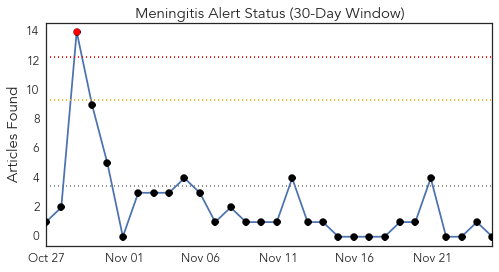 Meningitis Alert Status (30-Day Window)
Articles Found
14
12
10
8
6
4
2
0
Oct 27 Nov 01 Nov 06 Nov 11 Nov 16 Nov 21